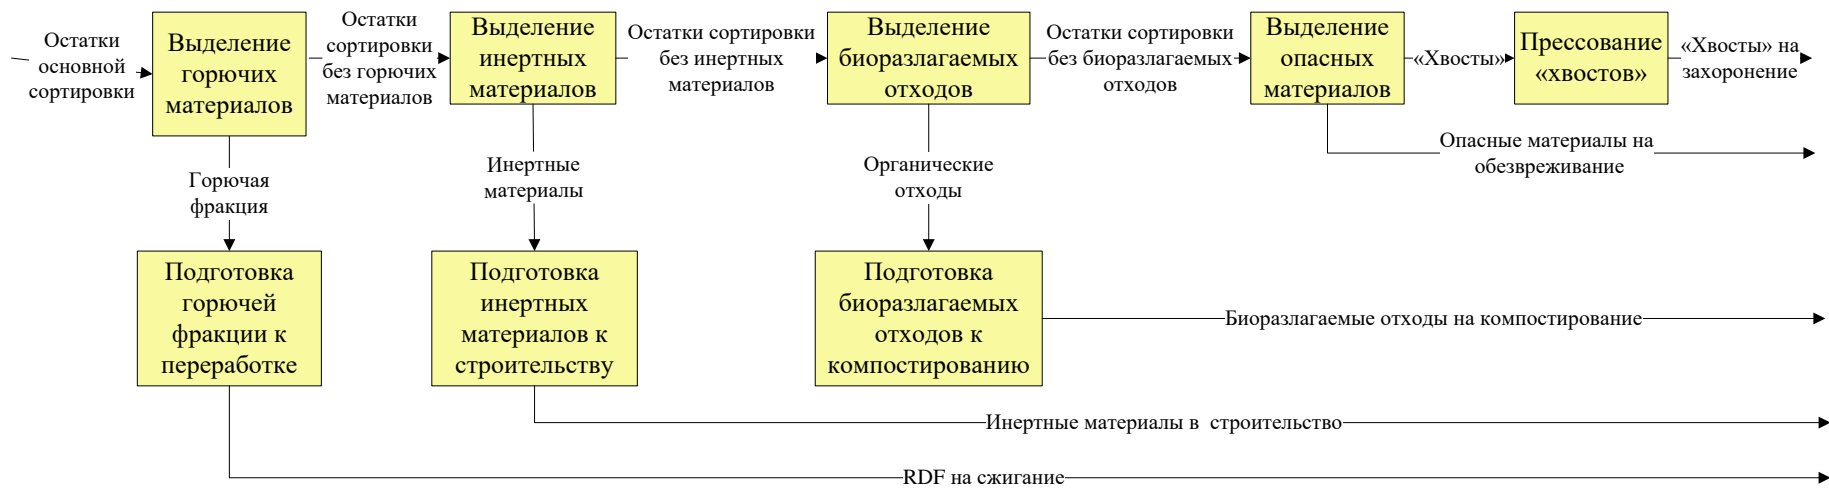 Остатки
основной
сортировки
Выделение
горючих
материалов
Остатки
сортировки
без горючих
материалов
Выделение
инертных
материалов
Остатки сортировки
без инертных
материалов
Выделение
биоразлагаемых
отходов
Остатки сортировки
без биоразлагаемых
отходов
Выделение
опасных
материалов
«Хвосты»
Прессование
«хвостов»
«Хвосты» на
захоронение
Горючая
фракция
Инертные
материалы
Органические
отходы
Опасные материалы на
обезвреживание
Подготовка
горючей
фракции к
переработке
Подготовка
инертных
материалов к
строительству
Подготовка
биоразлагаемых
отходов к
компостированию
Биоразлагаемые отходы на компостирование
Инертные материалы в строительство
RDF на сжигание